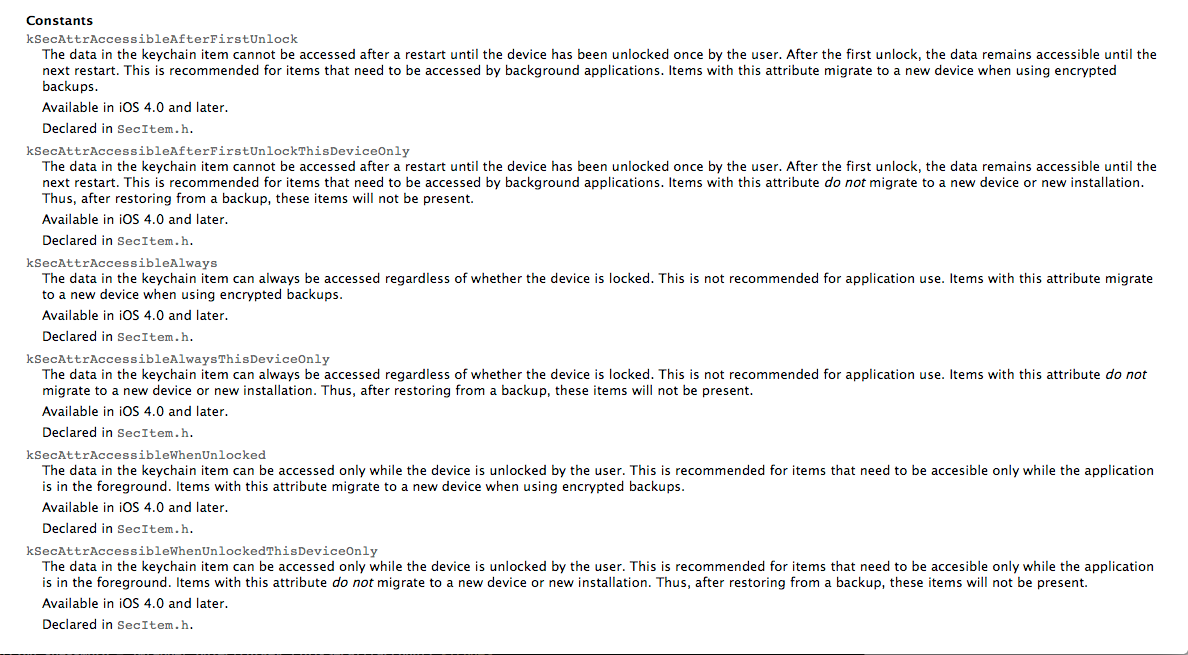 Constants
kSecAttrAccessibleAfterFirstUnlock
The data in the keychain item cannot be accessed after a restart until the device has been unlocked once by the user. After the first unlock, the data remains accessible until the
next restart. This is recommended for items that need to be accessed by background applications. Items with this attribute migrate to a new device when using encrypted
backups.
Available in iOS 4.0 and later.
Declared in SecItem.h.
kSecAttrAccessibleAfterFirstUnlockThisDeviceOnly
The data in the keychain item cannot be accessed after a restart until the device has been unlocked once by the user. After the first unlock, the data remains accessible until the
next restart. This is recommended for items that need to be accessed by background applications. Items with this attribute do not migrate to a new device or new installation.
Thus, after restoring from a backup, these items will not be present.
Available in iOS 4.0 and later.
Declared in SecItem.h.
kSecAttrAccessibleAlways
The data in the keychain item can always be accessed regardless of whether the device is locked. This is not recommended for application use. Items with this attribute migrate
to a new device when using encrypted backups.
Available in iOS 4.0 and later.
Declared in SecItem.h.
kSecAttrAccessibleAlwaysThisDeviceOnly
The data in the keychain item can always be accessed regardless of whether the device is locked. This is not recommended for application use. Items with this attribute do not
migrate to a new device or new installation. Thus, after restoring from a backup, these items will not be present.
Available in iOS 4.0 and later.
Declared in SecItem.h.
kSecAttrAccessibleWhenUnlocked
The data in the keychain item can be accessed only while the device is unlocked by the user. This is recommended for items that need to be accesible only while the application
is in the foreground. Items with this attribute migrate to a new device when using encrypted backups.
Available in iOS 4.0 and later.
Declared in SecItem.h.
kSecAttrAccessibleWhenUnlockedThisDeviceOnly
The data in the keychain item can be accessed only while the device is unlocked by the user. This is recommended for items that need to be accesible only while the application
is in the foreground. Items with this attribute do not migrate to a new device or new installation. Thus, after restoring from a backup, these items will not be present.
Available in iOS 4.0 and later.
Declared in SecItem.h.